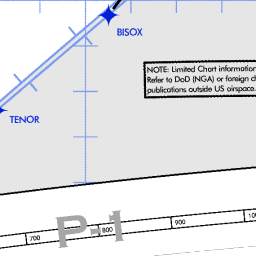 BISOX
NOTE: Limited Chart information
Refer to DoD (NGA) or foreign
publications outside US airspace.
TENOR
P-1
700
800
900